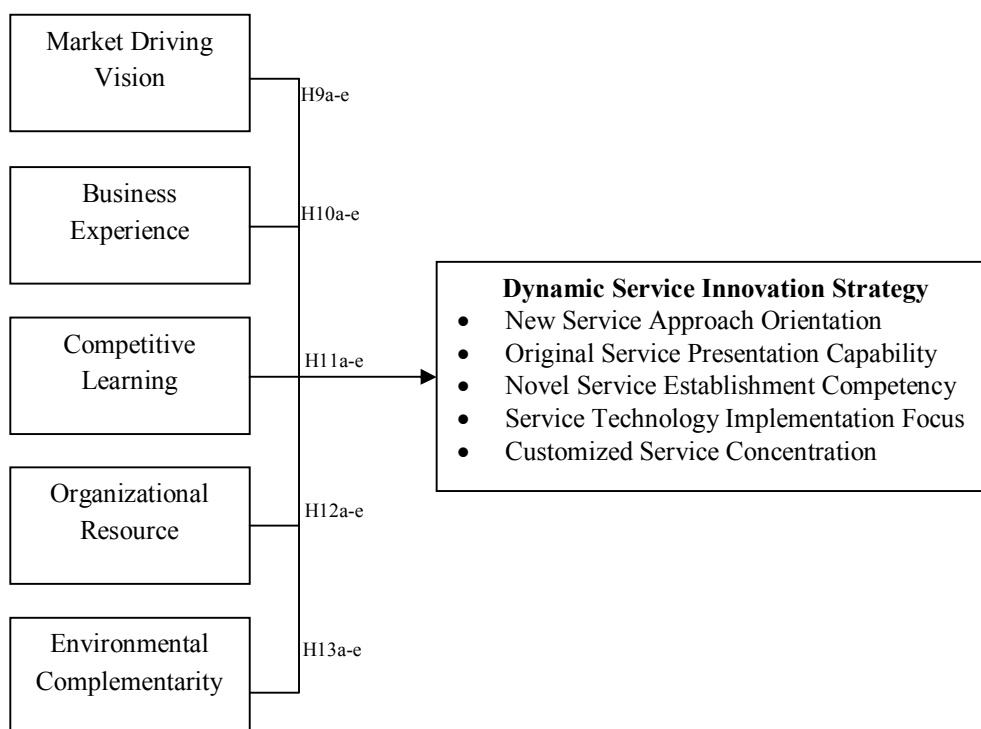 Market Driving
Vision
H9a-e
Business
Experience
H10a-e
Competitive
Learning
H11a-e
Organizational
Resource
H12a-e
Environmental
Complementarity
H13a-e
Dynamic Service Innovation Strategy
• New Service Approach Orientation
• Original Service Presentation Capability
• Novel Service Establishment Competency
• Service Technology Implementation Focus
• Customized Service Concentration